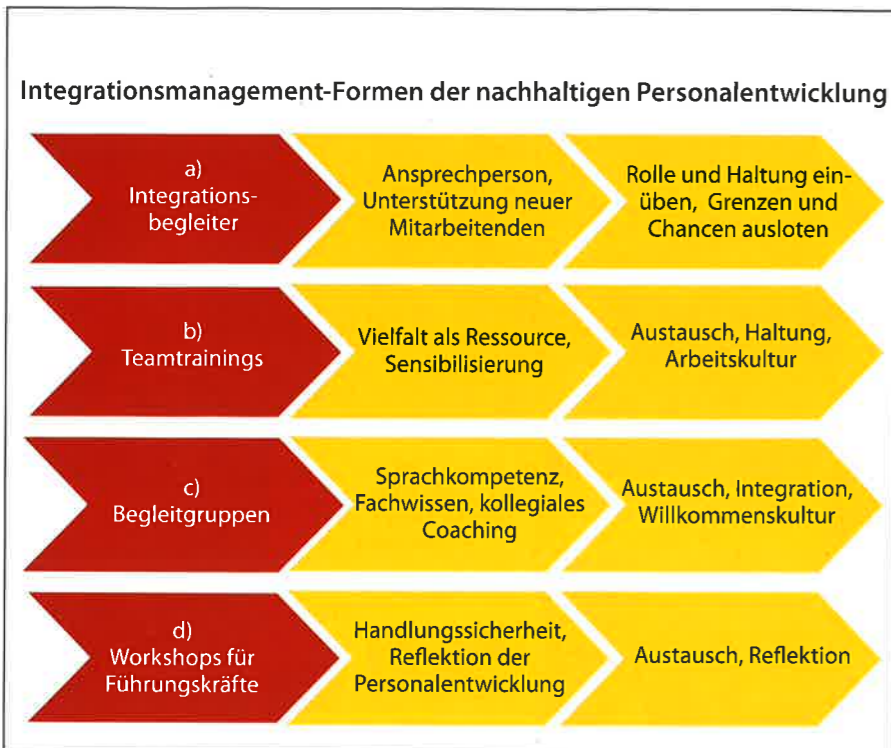 Integrationsmanagement-Formen der nachhaltigen Personalentwicklung
a)
Integrations-
begleiter
Ansprechperson,
Unterstützung neuer
Mitarbeitenden
Rolle und Haltung ein-
üben, Grenzen und
Chancen ausloten
b)
Teamtrainings
Vielfalt als Ressource,
Sensibilisierung
Austausch, Haltung,
Arbeitskultur
c)
Begleitgruppen
Sprachkompetenz,
Fachwissen, kollegiales
Coaching
Austausch, Integration,
Willkommenskultur
d)
Workshops für
Führungskräfte
Handlungssicherheit,
Reflektion der
Personalentwicklung
Austausch, Reflektion